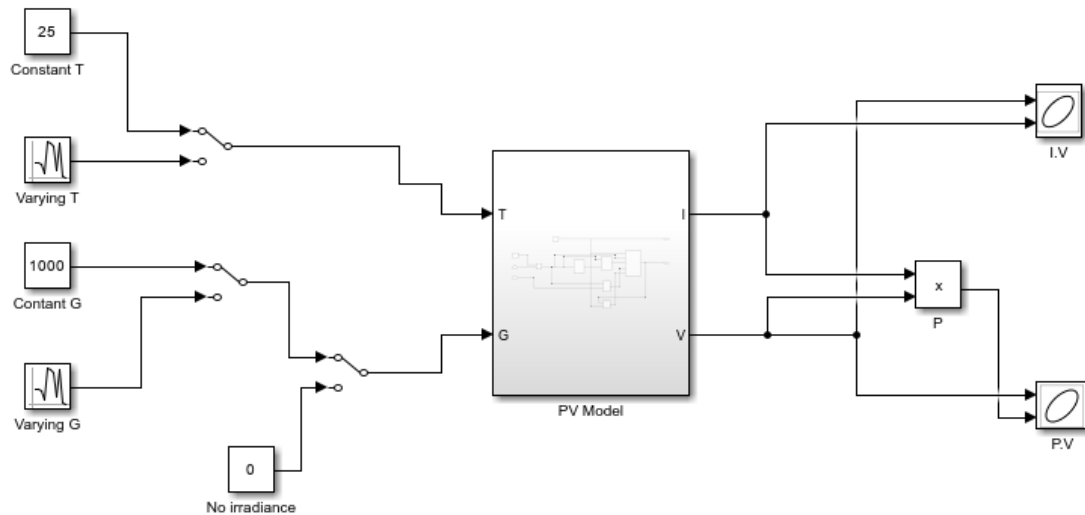 25
Constant T
Varying T
1000
Contant G
Varying G
0
No irradiance
T
G
I
V
PV Model
x
P
I.V
P.V